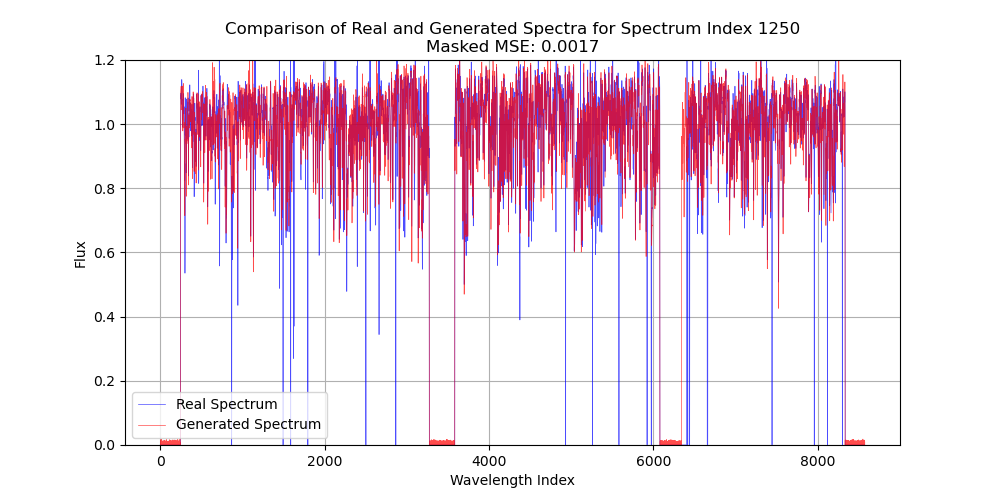 Comparison of Real and Generated Spectra for Spectrum Index 1250
Masked MSE: 0.0017
1.2
1.0
0.8
0.6
0.4
0.2
0.0
Flux
Real Spectrum
Generated Spectrum
0 2000 4000 6000 8000
Wavelength Index